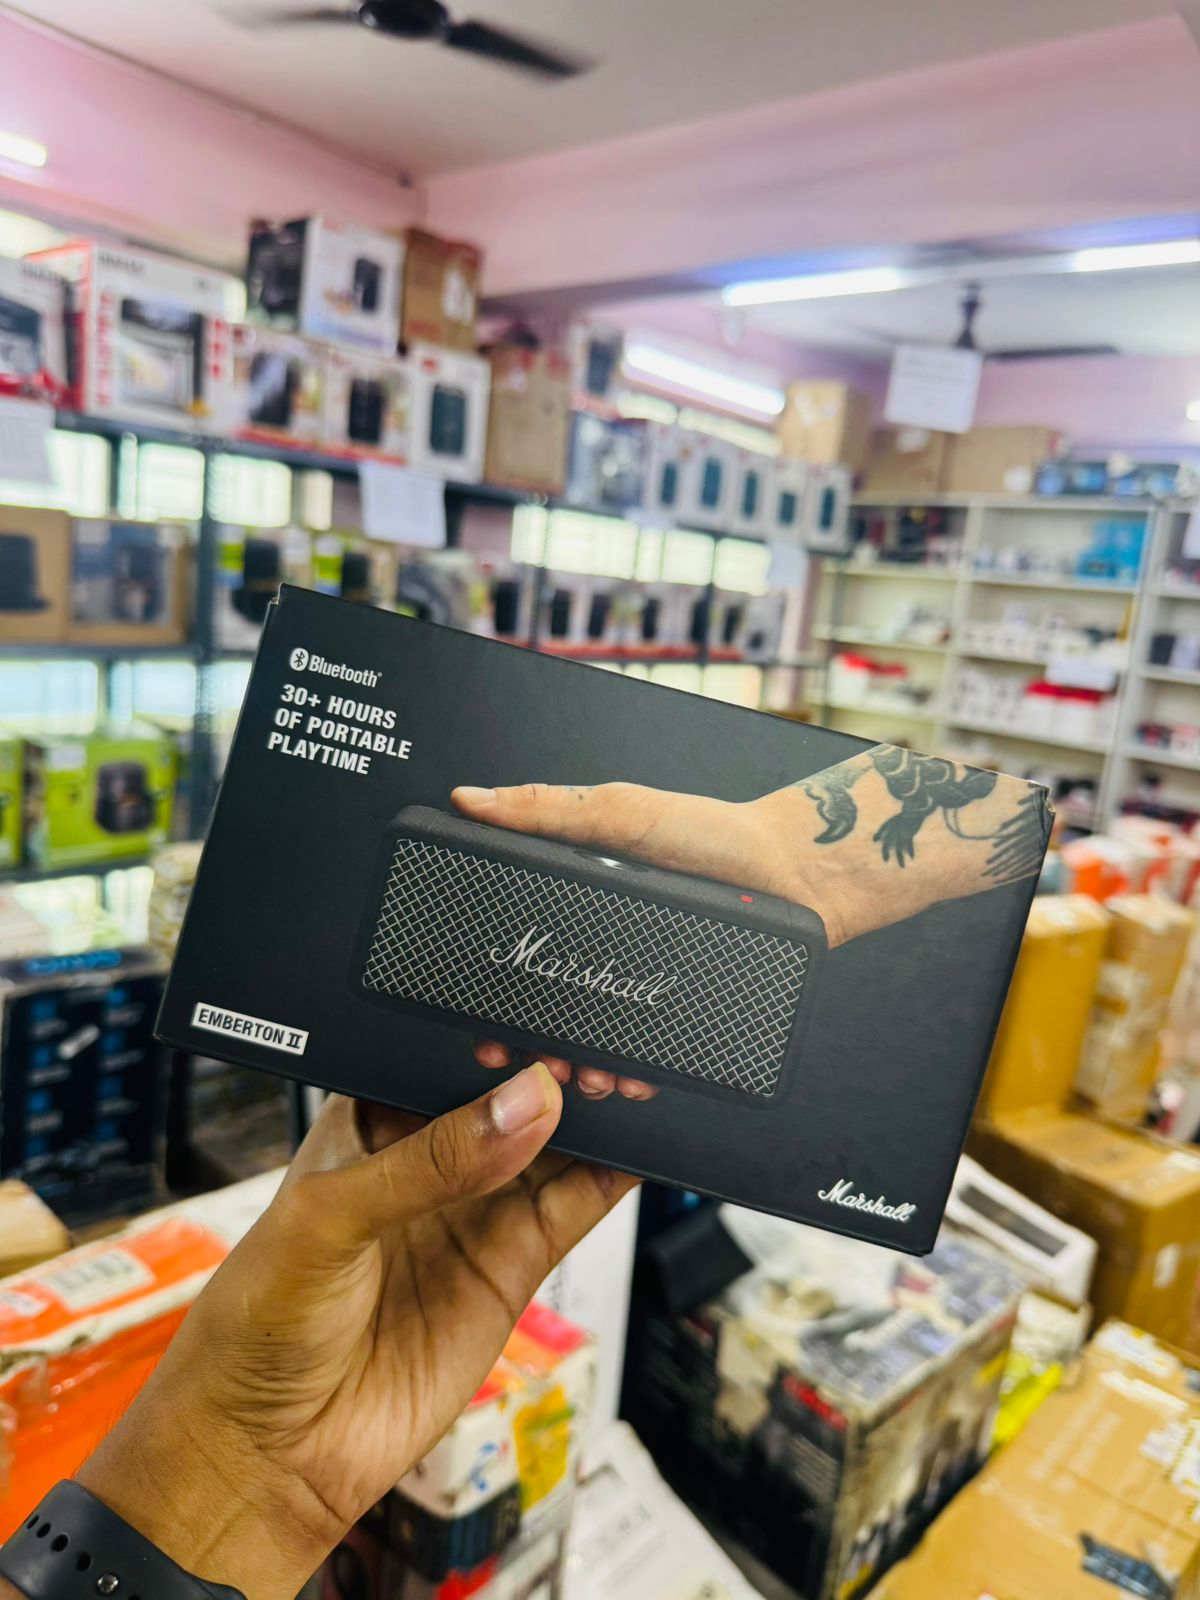 Bluetooth®
30+ HOURS
OF PORTABLE
PLAYTIME
Marshall
EMBERTON II
Marshall